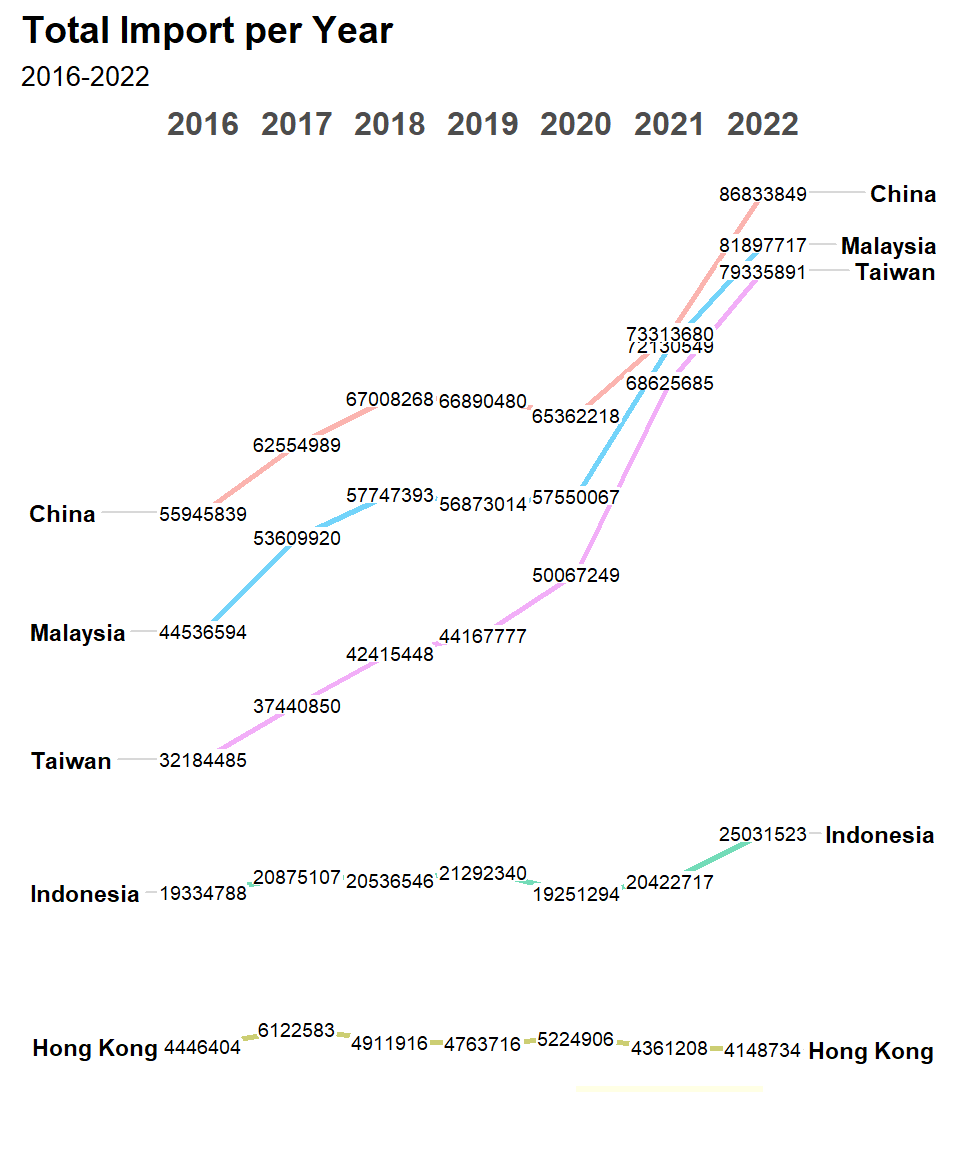 Total Import per Year
2016-2022
2016 2017 2018 2019 2020 2021 2022
86833849 China
81897717 Malaysia
79335891 Taiwan
73313680
72130549
68625685
67008268 66890480
65362218
62554989
57747393 56873014 57550067
China 55945839
53609920
50067249
Malaysia 44536594
44167777
42415448
37440850
Taiwan 32184485
25031523 Indonesia
20875107 20536546 21292340
Indonesia 19334788 19251294 20422717
Hong Kong 4446404 6122583 4911916 4763716 5224906 4361208 4148734 Hong Kong